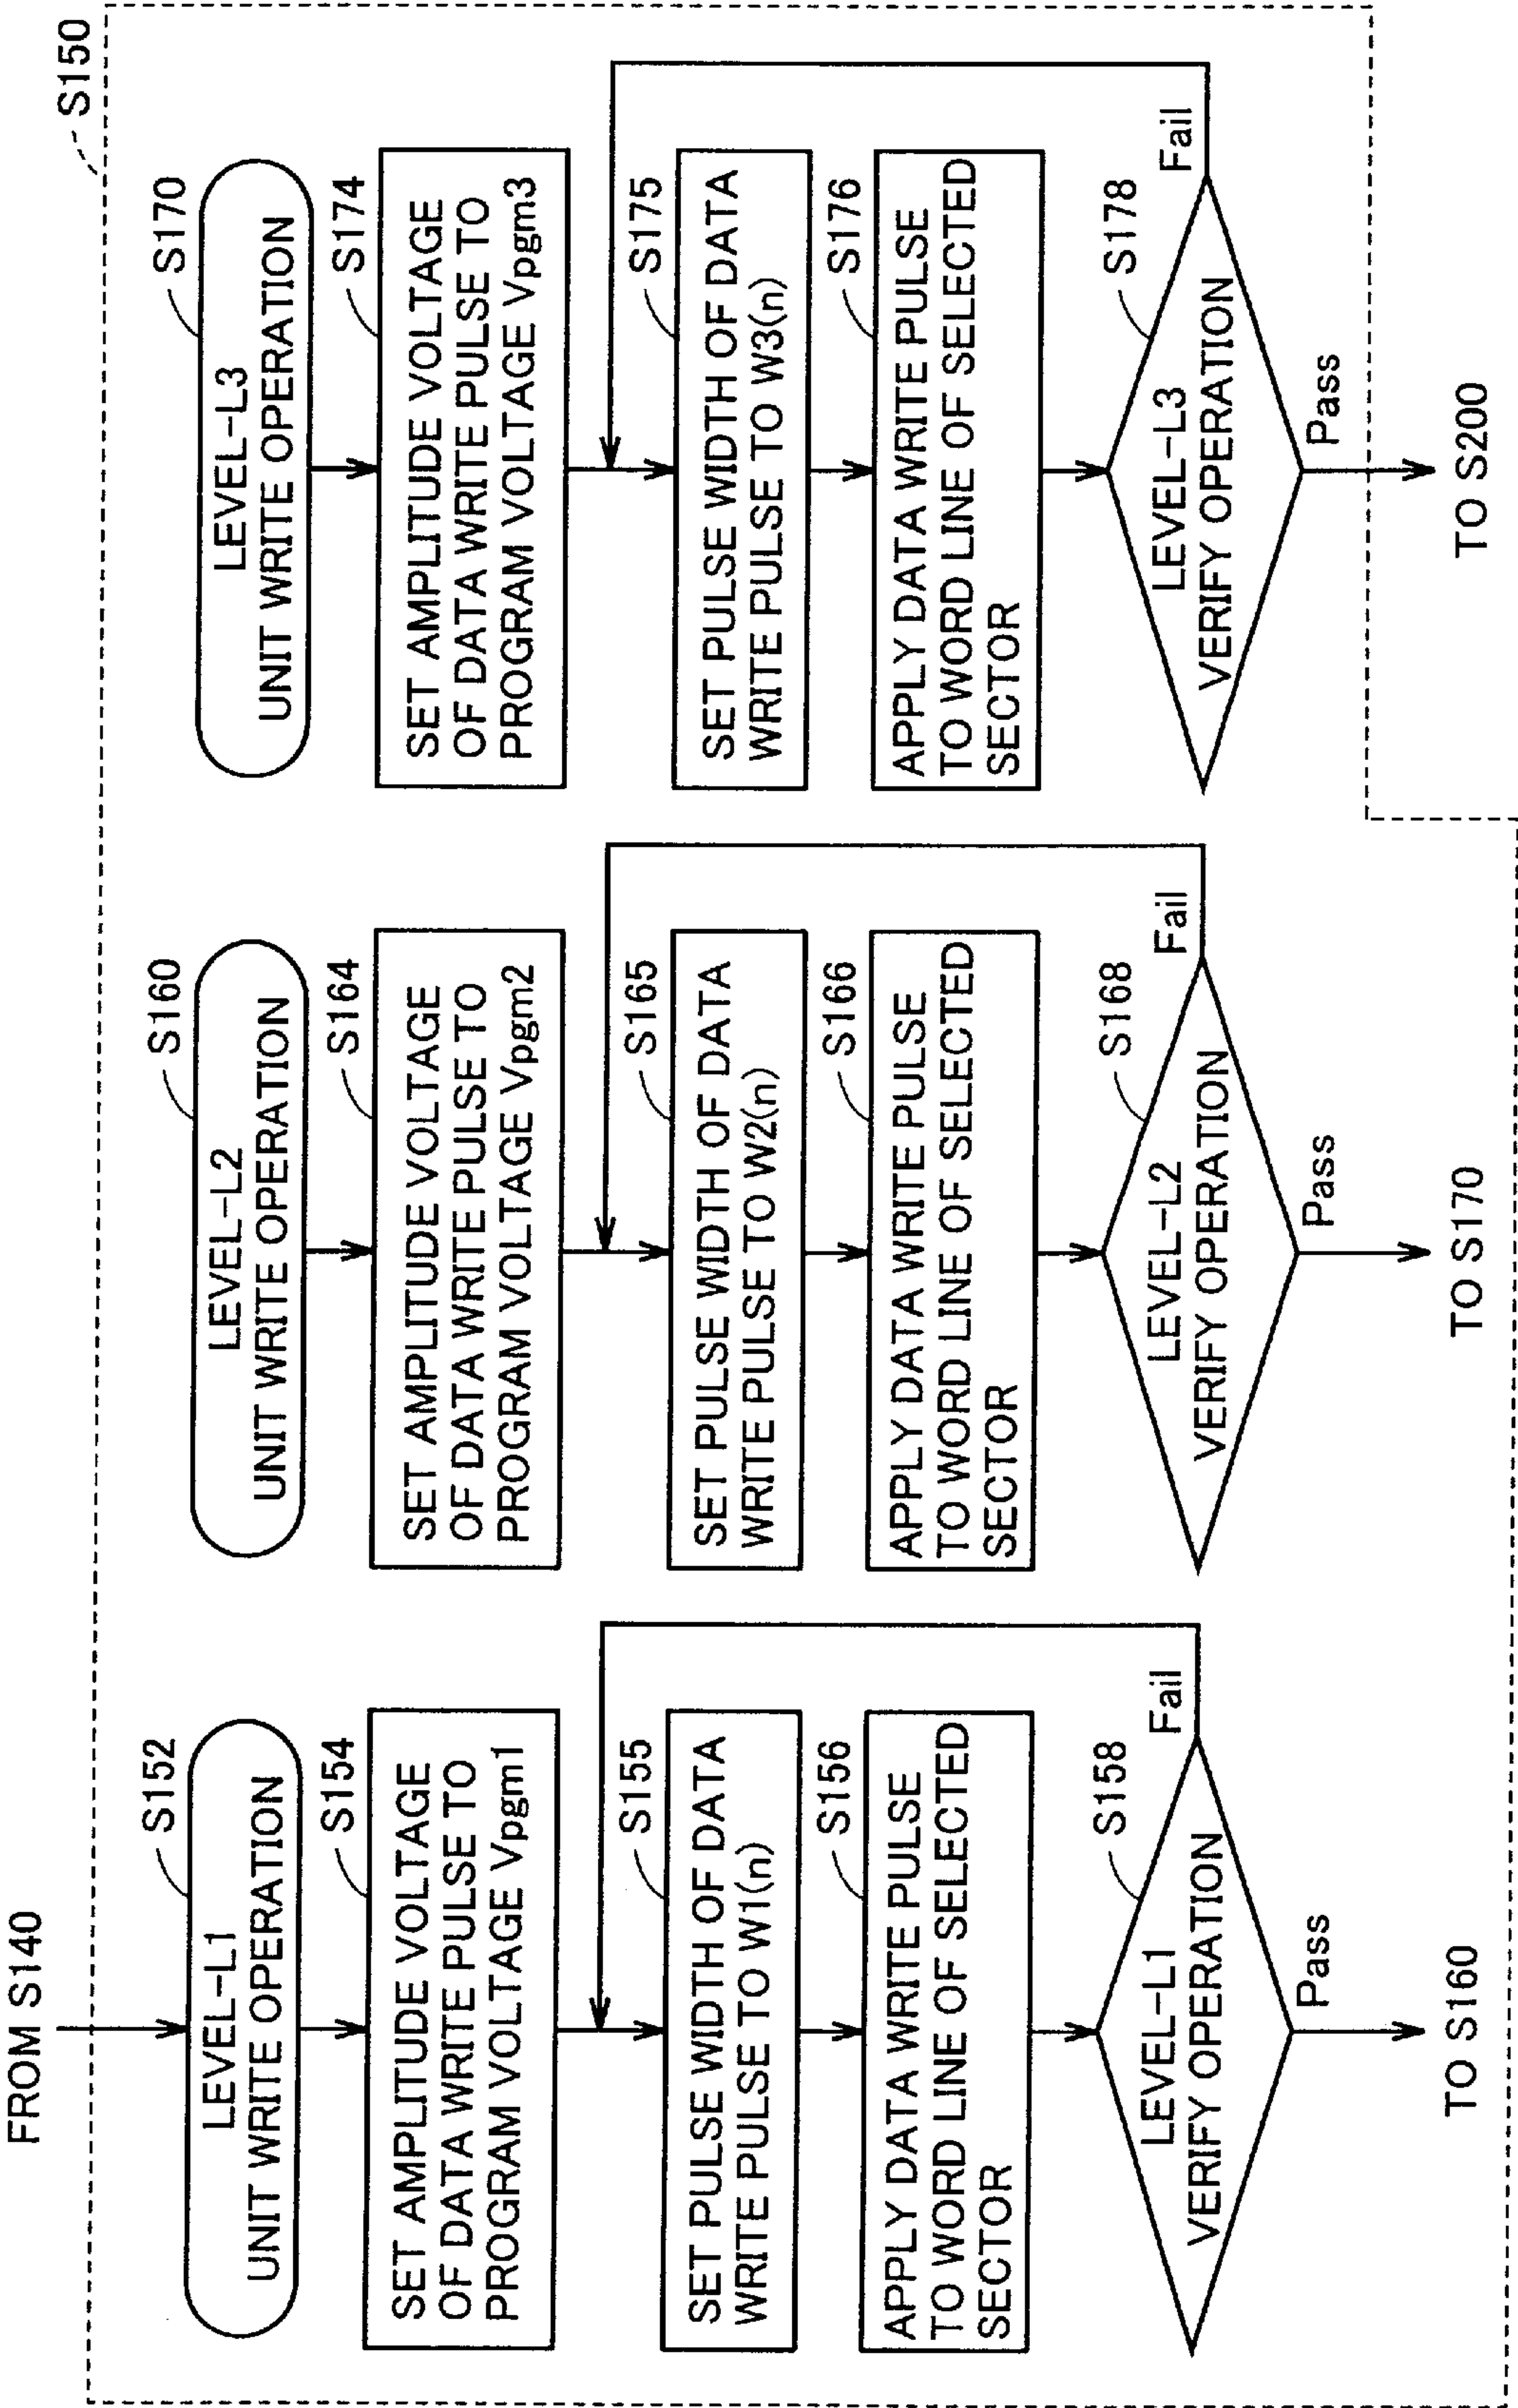 FROM S140
S150
S152
LEVEL-L1
UNIT WRITE OPERATION
S154
SET AMPLITUDE VOLTAGE
OF DATA WRITE PULSE TO
PROGRAM VOLTAGE Vpgm1
S155
SET PULSE WIDTH OF DATA
WRITE PULSE TO W1(n)
S156
APPLY DATA WRITE PULSE
TO WORD LINE OF SELECTED
SECTOR
S158
LEVEL-L1
VERIFY OPERATION
Fail
Pass
TO S160
S160
LEVEL-L2
UNIT WRITE OPERATION
S164
SET AMPLITUDE VOLTAGE
OF DATA WRITE PULSE TO
PROGRAM VOLTAGE Vpgm2
S165
SET PULSE WIDTH OF DATA
WRITE PULSE TO W2(n)
S166
APPLY DATA WRITE PULSE
TO WORD LINE OF SELECTED
SECTOR
S168
LEVEL-L2
VERIFY OPERATION
Fail
Pass
TO S170
S170
LEVEL-L3
UNIT WRITE OPERATION
S174
SET AMPLITUDE VOLTAGE
OF DATA WRITE PULSE TO
PROGRAM VOLTAGE Vpgm3
S175
SET PULSE WIDTH OF DATA
WRITE PULSE TO W3(n)
S176
APPLY DATA WRITE PULSE
TO WORD LINE OF SELECTED
SECTOR
S178
LEVEL-L3
VERIFY OPERATION
Fail
Pass
TO S200